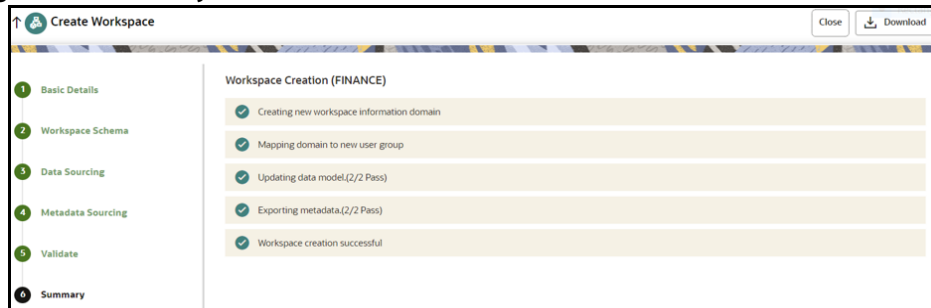 Create Workspace
Close
Download
1 Basic Details
2 Workspace Schema
3 Data Sourcing
4 Metadata Sourcing
5 Validate
6 Summary
Workspace Creation (FINANCE)
Creating new workspace information domain
Mapping domain to new user group
Updating data model.(2/2 Pass)
Exporting metadata.(2/2 Pass)
Workspace creation successful